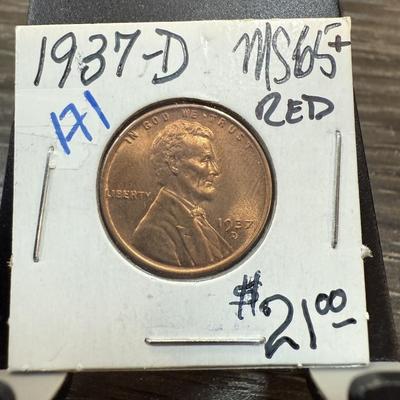 1937-D MS65+
171 RED
IN GOD WE TRUST
LIBERTY
1937
D
$21.00